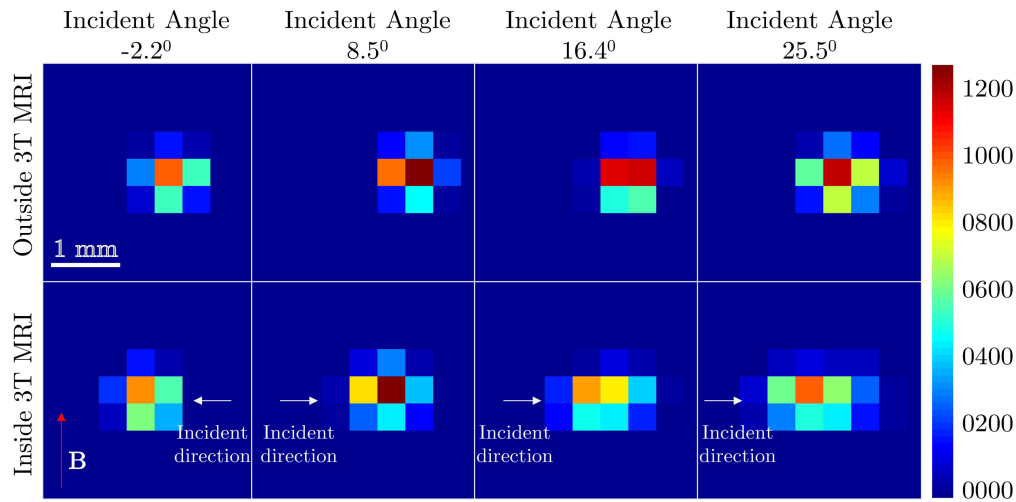 Incident Angle Incident Angle Incident Angle Incident Angle
-2.2⁰ 8.5⁰ 16.4⁰ 25.5⁰
Outside 3T MRI
1 mm
Inside 3T MRI
B
Incident
direction
Incident
direction
Incident
direction
Incident
direction
1200
1000
0800
0600
0400
0200
0000